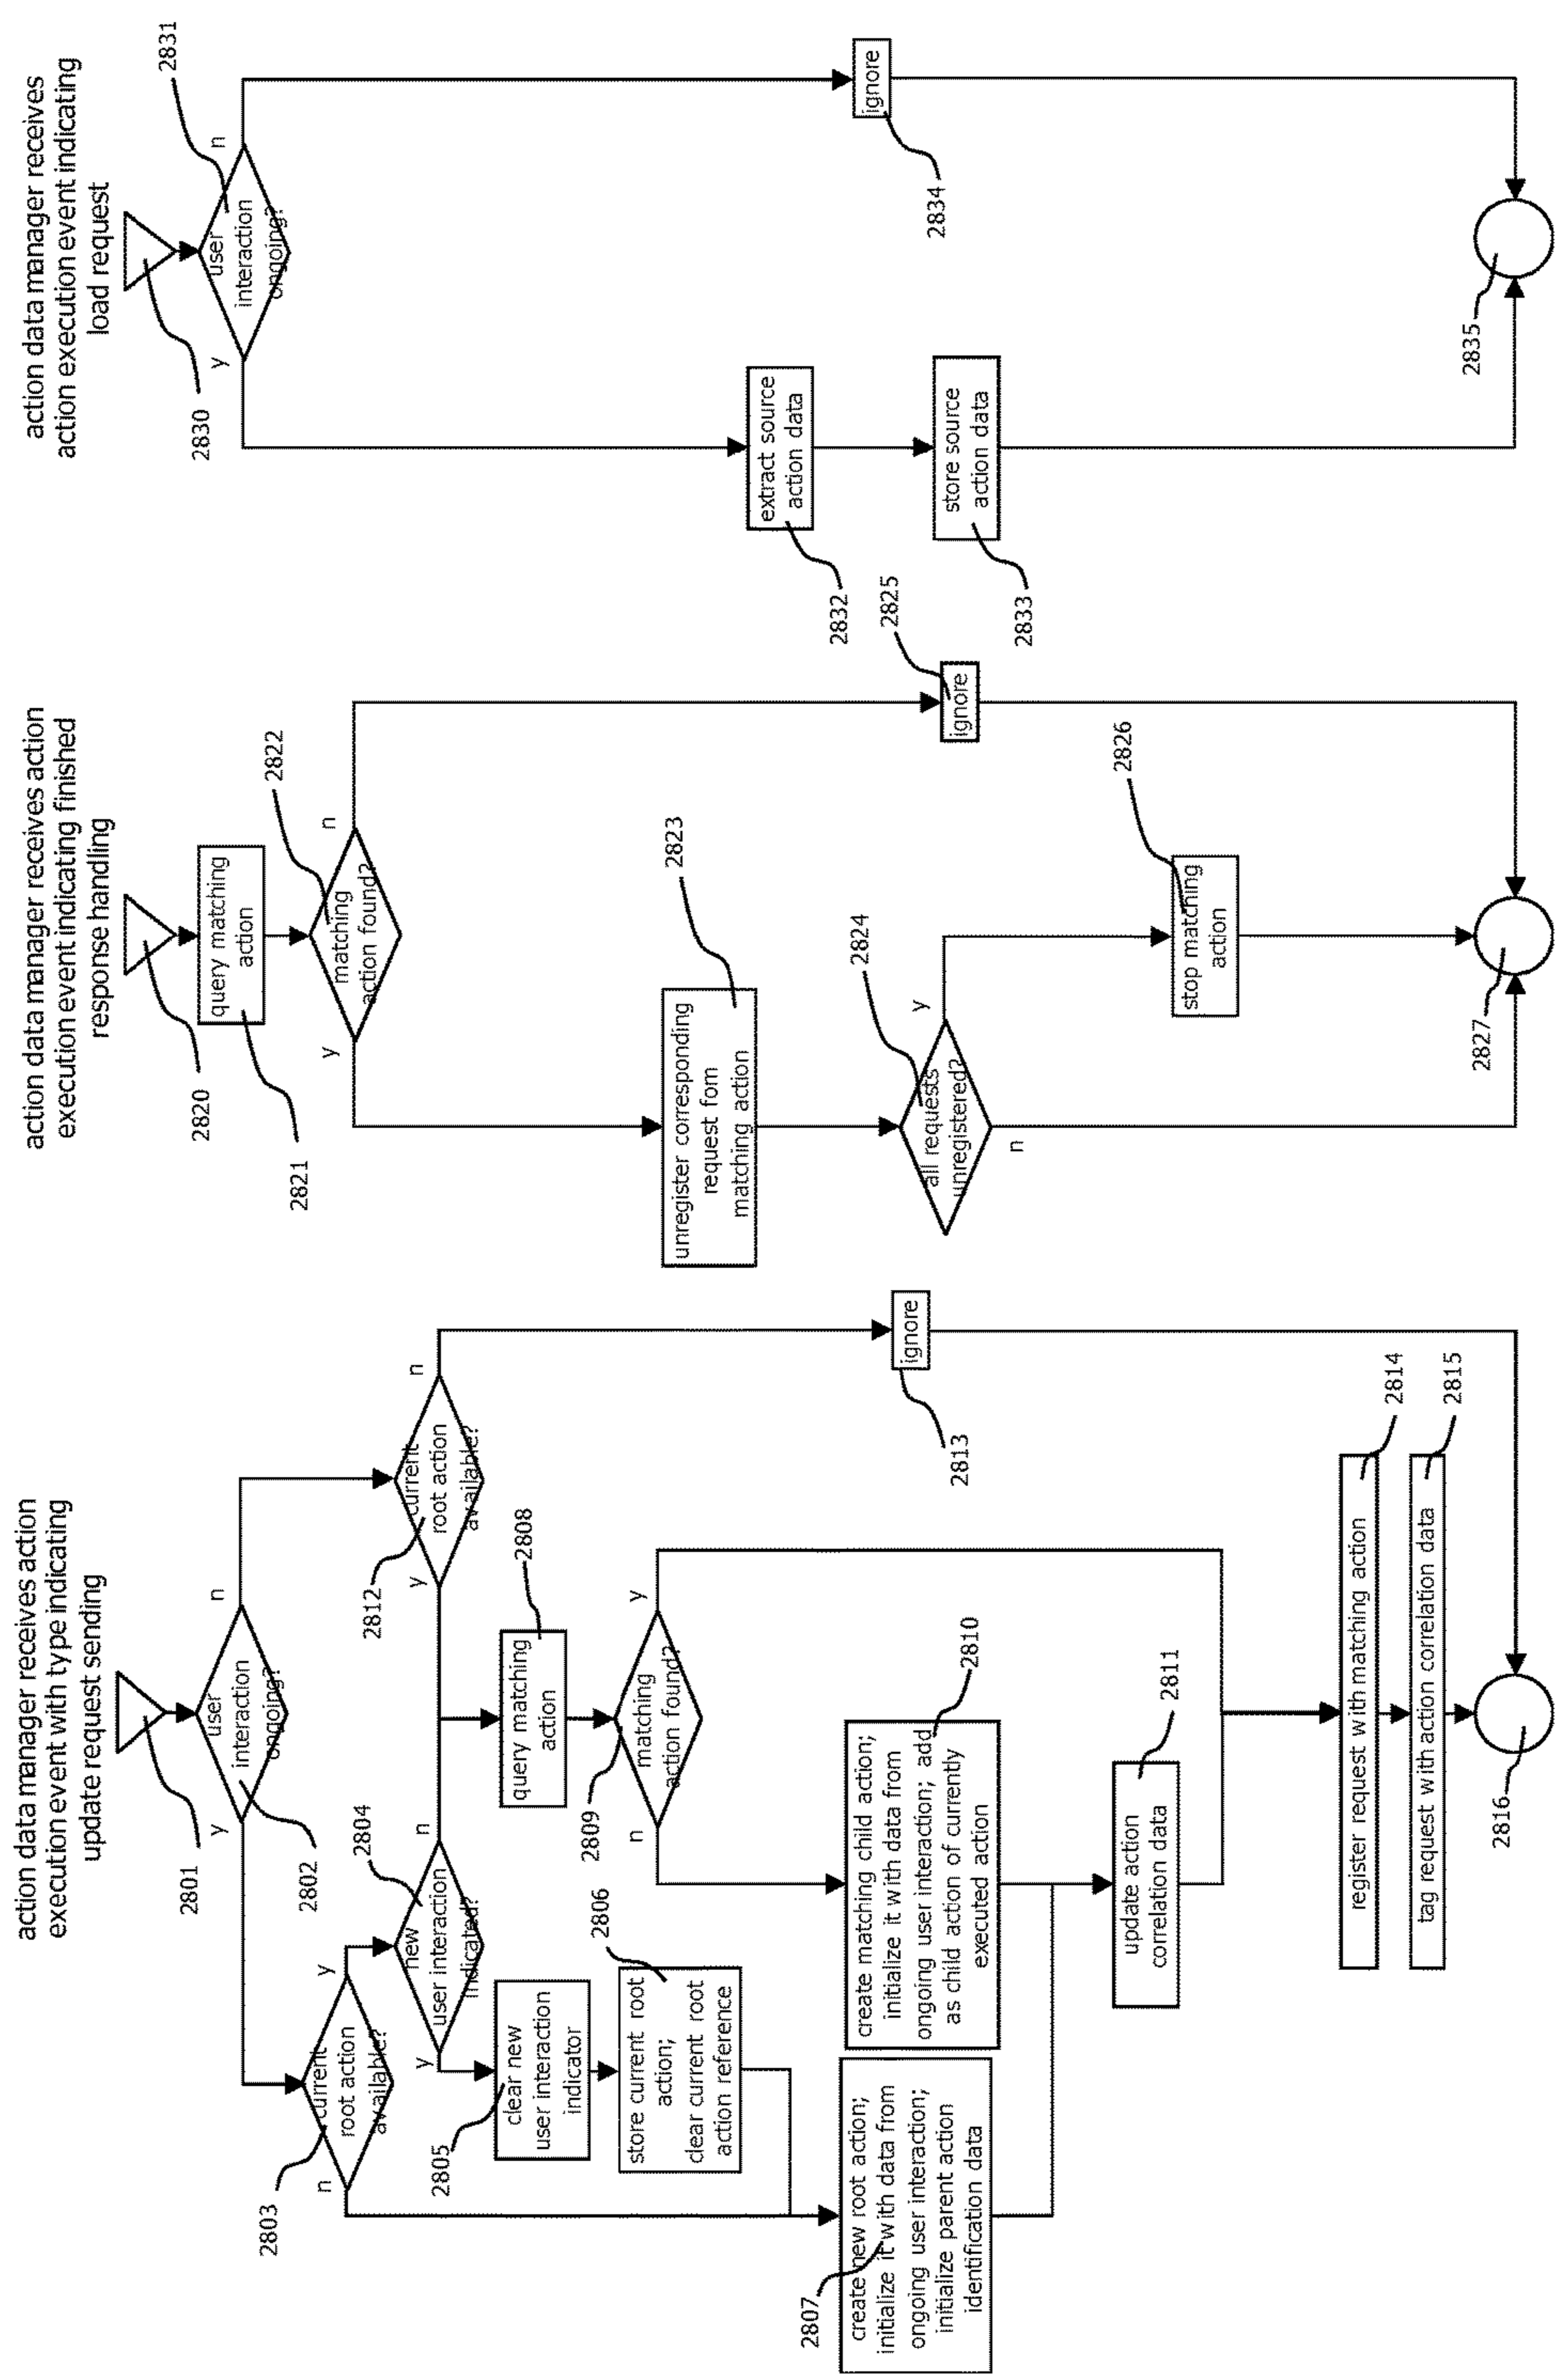 action data manager receives action
execution event with type indicating
update request sending
2801
user
interaction
ongoing?
2802
y
n
current
root action
available?
2803
n
y
new
user interaction
indicated?
2804
y
n
current
root action
available?
2812
y
n
clear new
user interaction
indicator
2805
store current root
action;
clear current root
action reference
2806
query matching
action
2808
matching
action found?
2809
n
y
create new root action;
initialize it with data from
ongoing user interaction;
initialize parent action
identification data
2807
create matching child action;
initialize it with data from
ongoing user interaction; add
as child action of currently
executed action
2810
ignore
2813
update action
correlation data
2811
register request with matching action
2814
tag request with action correlation data
2815
2816
action data manager receives action
execution event indicating finished
response handling
2820
query matching
action
2821
matching
action found?
2822
y
n
unregister corresponding
request fom
matching action
2823
all requests
unregistered?
2824
y
n
ignore
2825
stop matching
action
2826
2827
action data manager receives
action execution event indicating
load request
2830
user
interaction
ongoing?
2831
y
n
extract source
action data
2832
store source
action data
2833
ignore
2834
2835